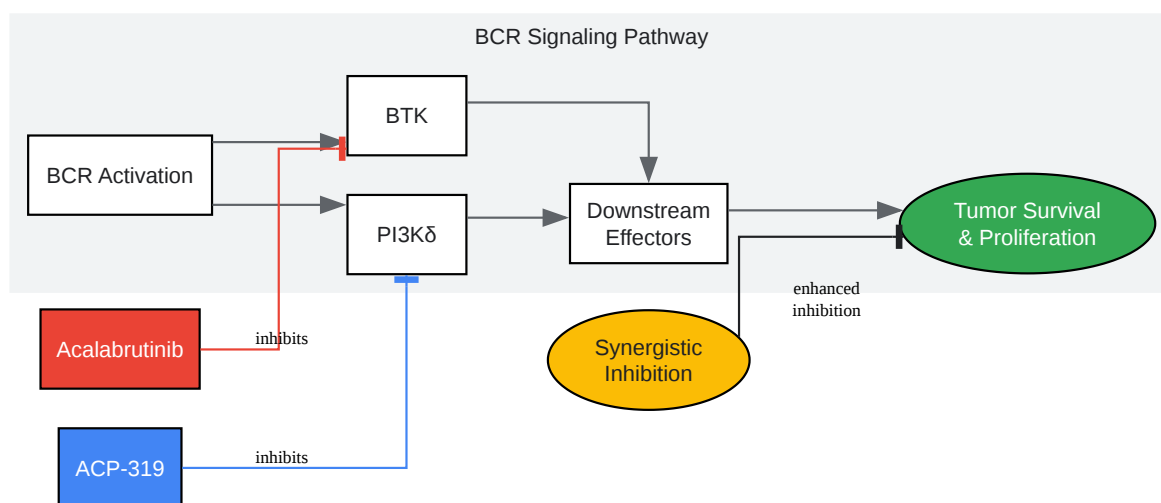 BCR Signaling Pathway
BTK
BCR Activation
PI3Kδ
Downstream
Effectors
Tumor Survival
& Proliferation
enhanced
inhibition
Acalabrutinib
inhibits
Synergistic
Inhibition
ACP-319
inhibits